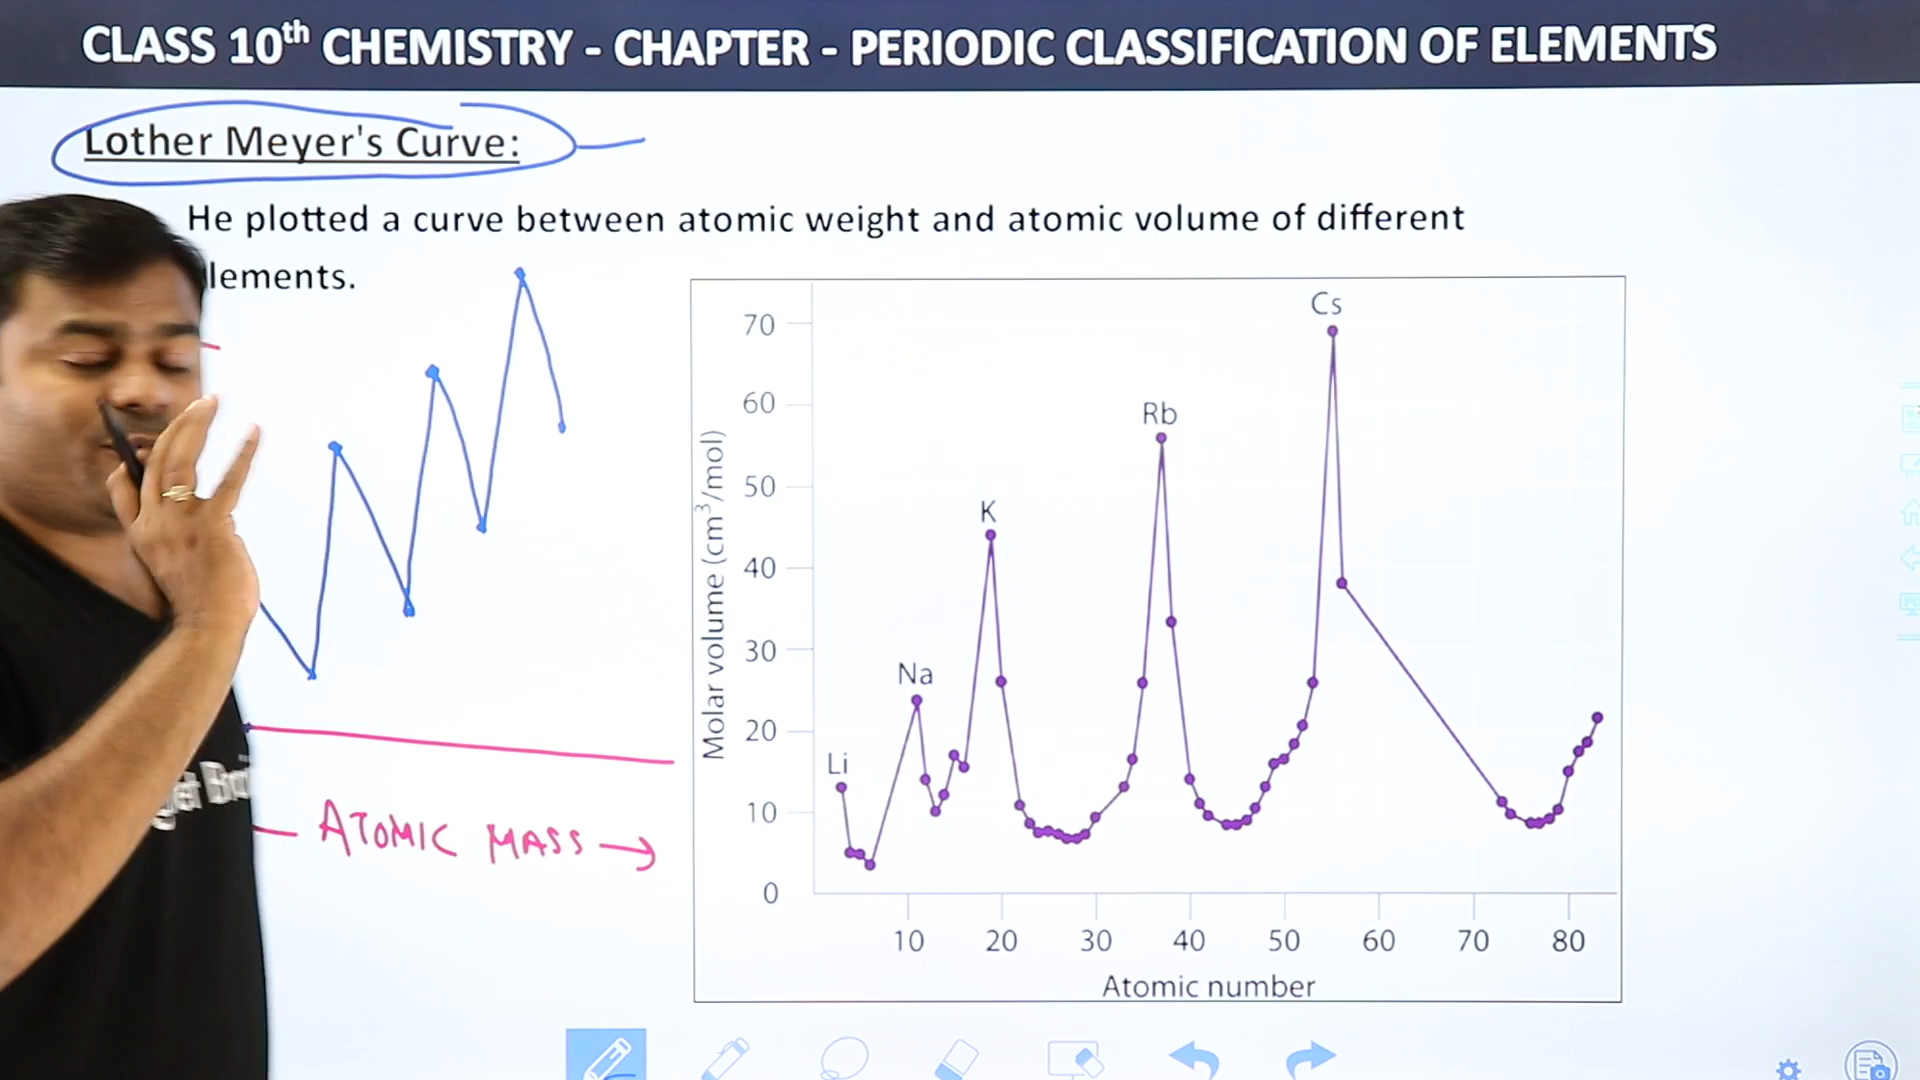 CLASS 10th CHEMISTRY - CHAPTER - PERIODIC CLASSIFICATION OF ELEMENTS
Lother Meyer's Curve:
He plotted a curve between atomic weight and atomic volume of different
lements.
Cs
Rb
K
Na
Li
70
60
50
40
30
20
10
0
Molar volume (cm³/mol)
10 20 30 40 50 60 70 80
Atomic number
ATOMIC MASS →